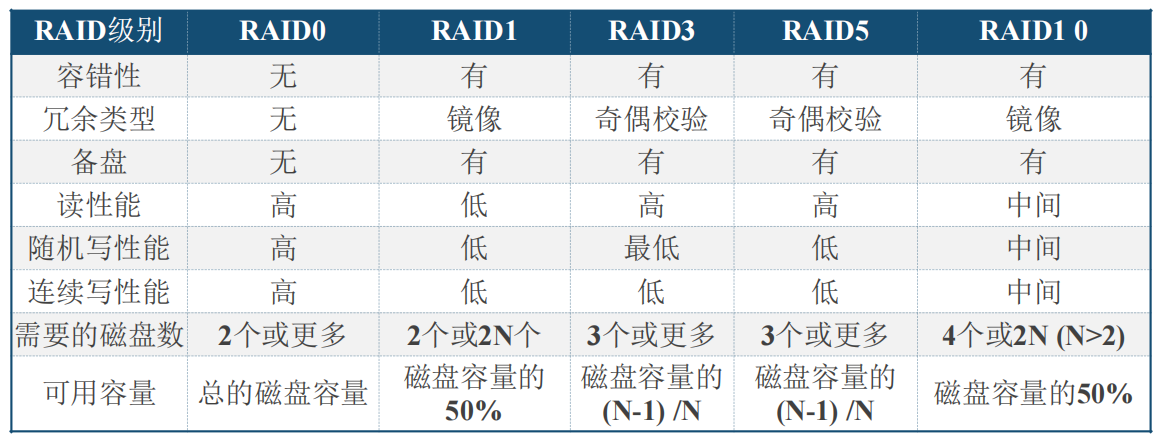 RAID级别 RAID0 RAID1 RAID3 RAID5 RAID1 0
容错性 无 有 有 有 有
冗余类型 无 镜像 奇偶校验 奇偶校验 镜像
备盘 无 有 有 有 有
读性能 高 低 高 高 中间
随机写性能 高 低 最低 低 中间
连续写性能 高 低 低 低 中间
需要的磁盘数 2个或更多 2个或2N个 3个或更多 3个或更多 4个或2N (N>2)
可用容量 总的磁盘容量 磁盘容量的 磁盘容量的 磁盘容量的 磁盘容量的50%
50% (N-1) /N (N-1) /N